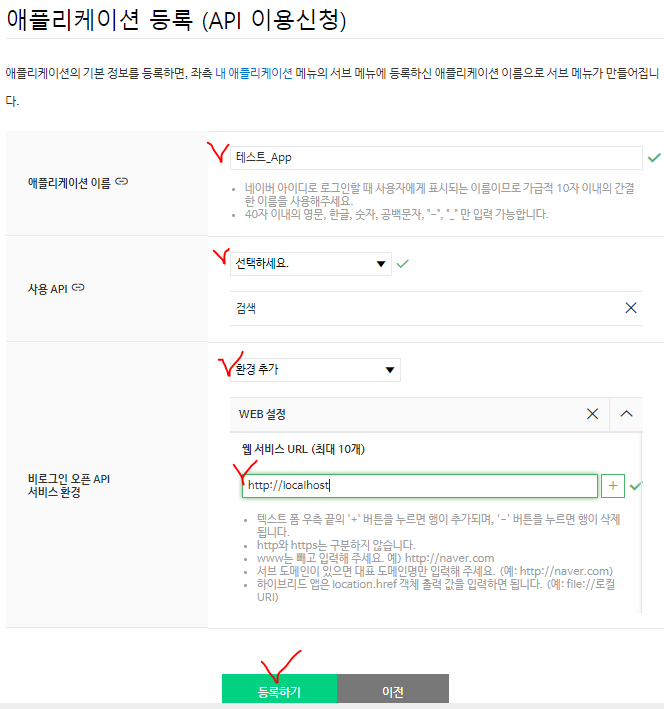 애플리케이션 등록 (API 이용신청)
애플리케이션의 기본 정보를 등록하면, 좌측 내 애플리케이션 메뉴의 서브 메뉴에 등록하신 애플리케이션 이름으로 서브 메뉴가 만들어집니
다.
애플리케이션 이름
테스트_App
네이버 아이디로 로그인할 때 사용자에게 표시되는 이름이므로 가급적 10자 이내의 간결
한 이름을 사용해주세요.
40자 이내의 영문, 한글, 숫자, 공백문자, "-", "_" 만 입력 가능합니다.
사용 API
선택하세요.
검색
비로그인 오픈 API
서비스 환경
환경 추가
WEB 설정
웹 서비스 URL (최대 10개)
http://localhost
텍스트 폼 우측 끝의 '+' 버튼을 누르면 행이 추가되며, '-' 버튼을 누르면 행이 삭제
됩니다.
http와 https는 구분하지 않습니다.
www는 빼고 입력해 주세요. 예) http://naver.com
서브 도메인이 있으면 대표 도메인명만 입력해 주세요. (예: http://naver.com)
하이브리드 앱은 location.href 객체 출력 값을 입력하면 됩니다. (예: file://로컬
URI)
등록하기
이전